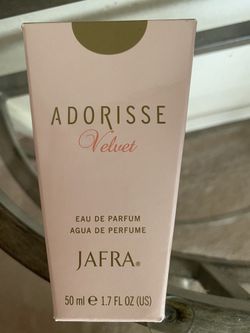 ADORISSE
Velvet
EAU DE PARFUM
AGUA DE PERFUME
JAFRA®
50 ml ℮ 1.7 FL OZ (US)